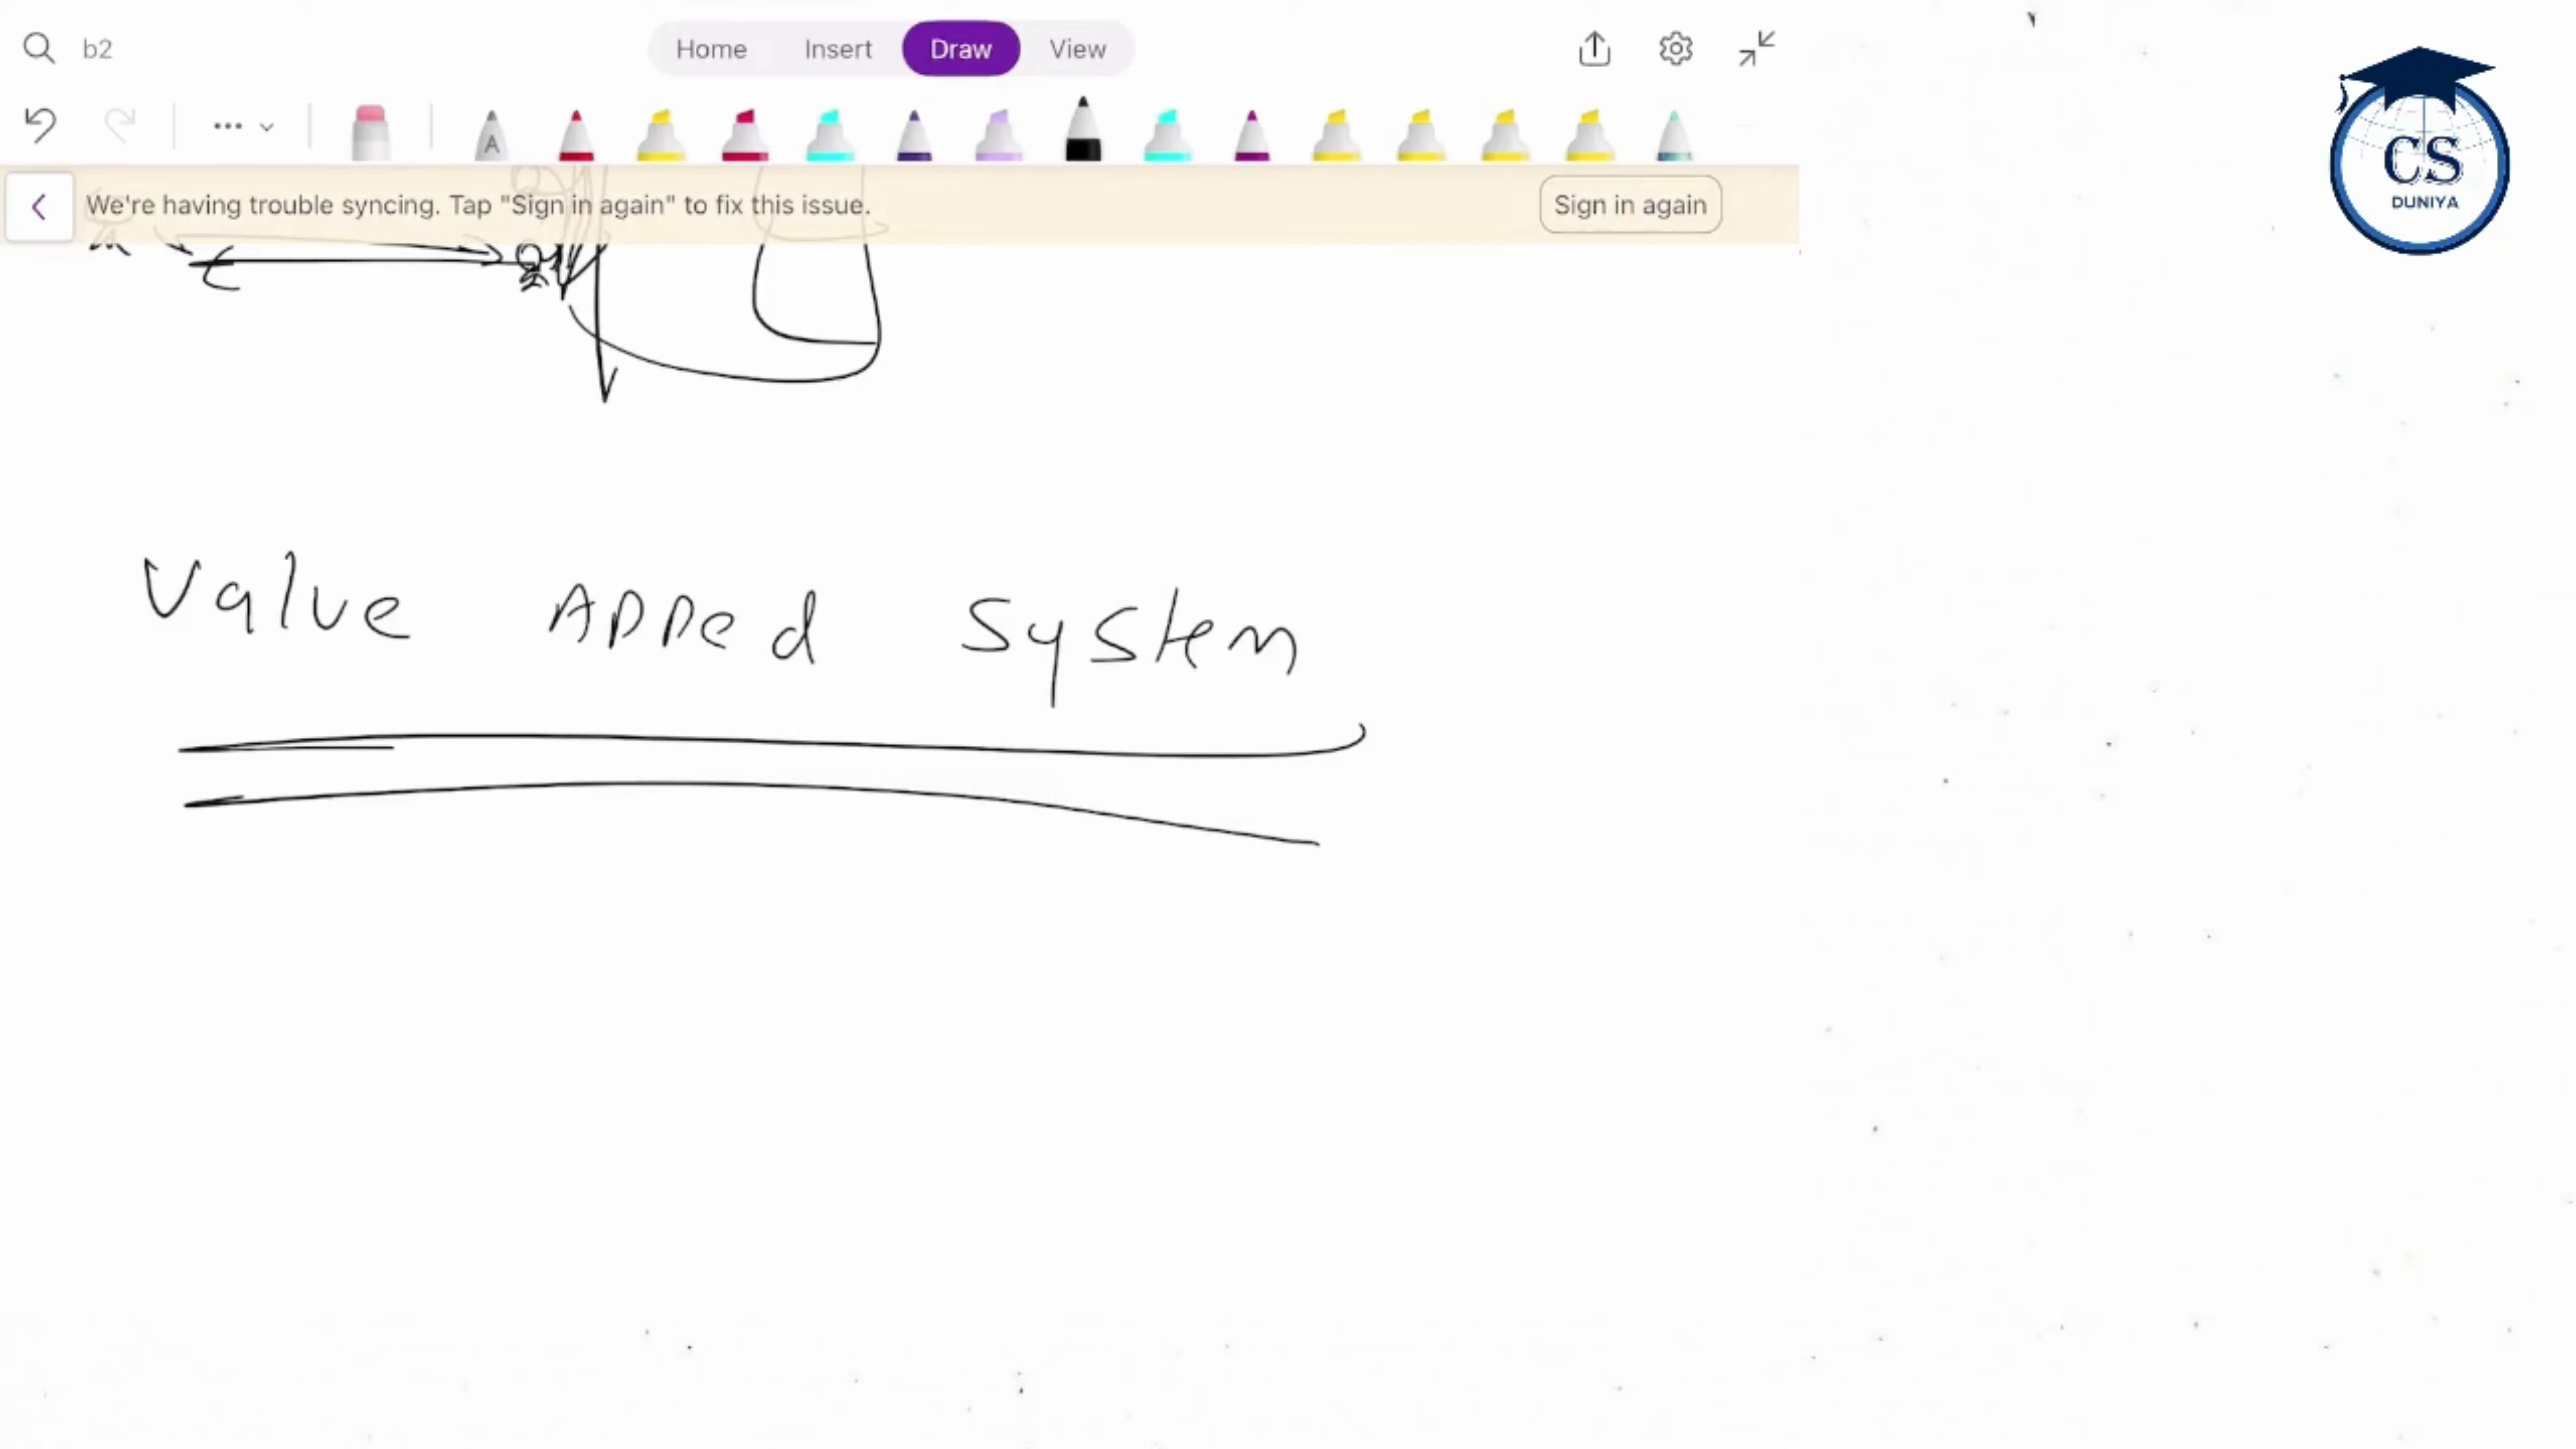 b2
Home Insert Draw View
A
We're having trouble syncing. Tap "Sign in again" to fix this issue.
Sign in again
CS
DUNIYA
Value ADDed System